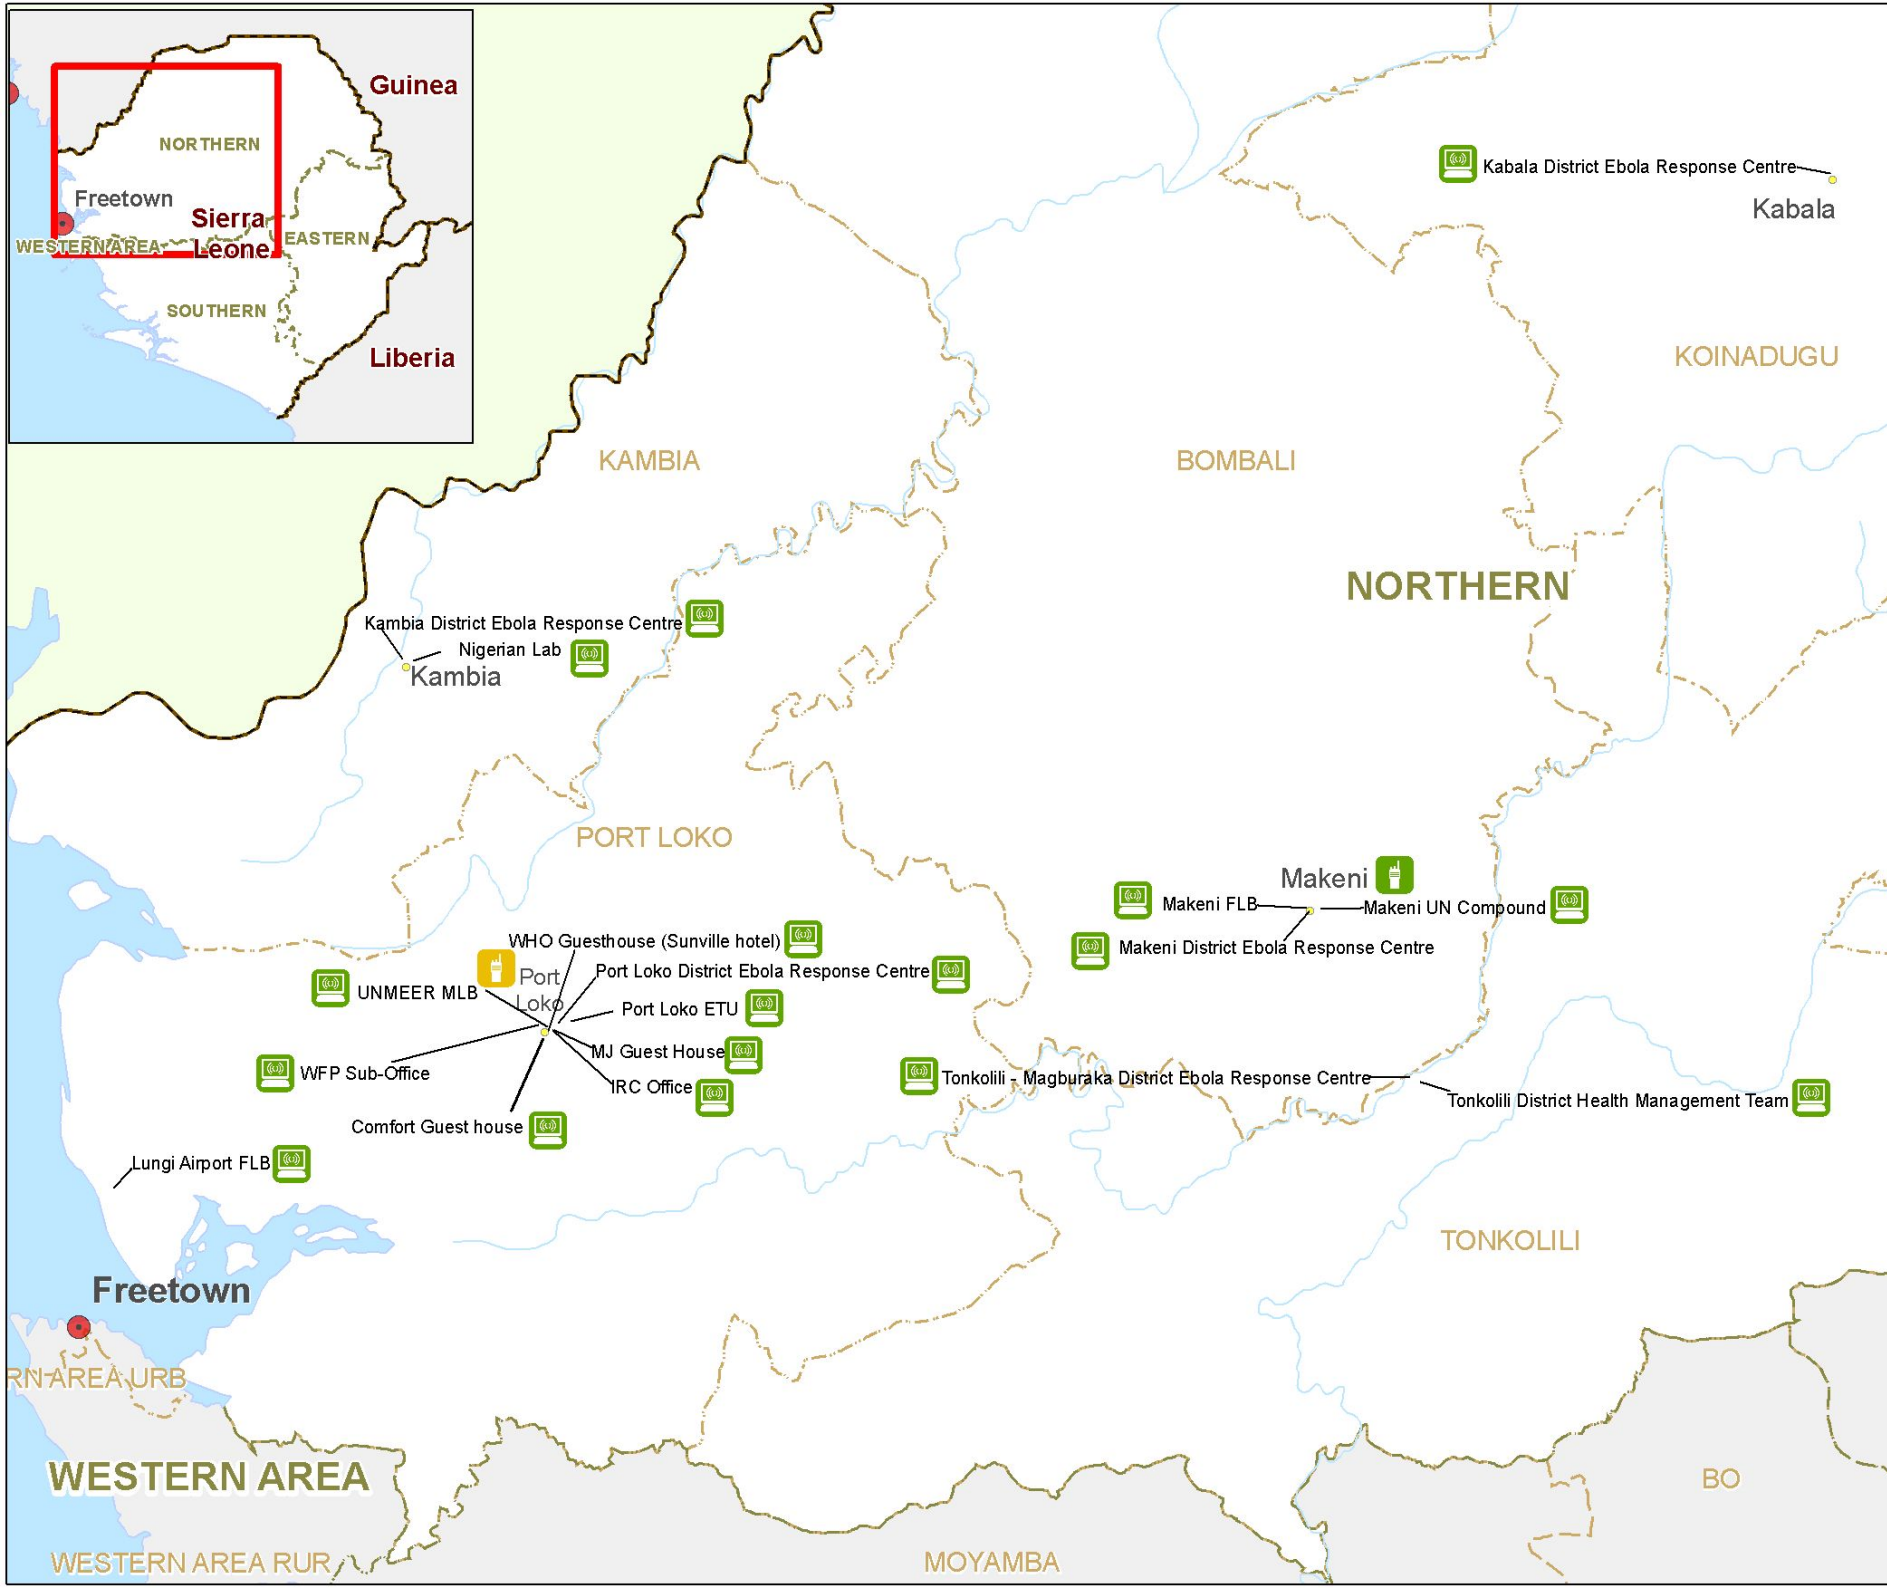 Guinea
NORTHERN
Freetown
Sierra
Leone
WESTERN AREA
EASTERN
SOUTHERN
Liberia
Kabala District Ebola Response Centre
Kabala
KOINADUGU
KAMBIA
BOMBALI
NORTHERN
Kambia District Ebola Response Centre
Nigerian Lab
Kambia
PORT LOKO
Makeni
Makeni FLB
Makeni UN Compound
Makeni District Ebola Response Centre
WHO Guesthouse (Sunville hotel)
Port
Loko
Port Loko District Ebola Response Centre
UNMEER MLB
Port Loko ETU
MJ Guest House
WFP Sub-Office
IRC Office
Comfort Guest house
Tonkolili - Magburaka District Ebola Response Centre
Tonkolili District Health Management Team
Lungi Airport FLB
TONKOLILI
Freetown
RN AREA URB
WESTERN AREA
BO
WESTERN AREA RUR
MOYAMBA